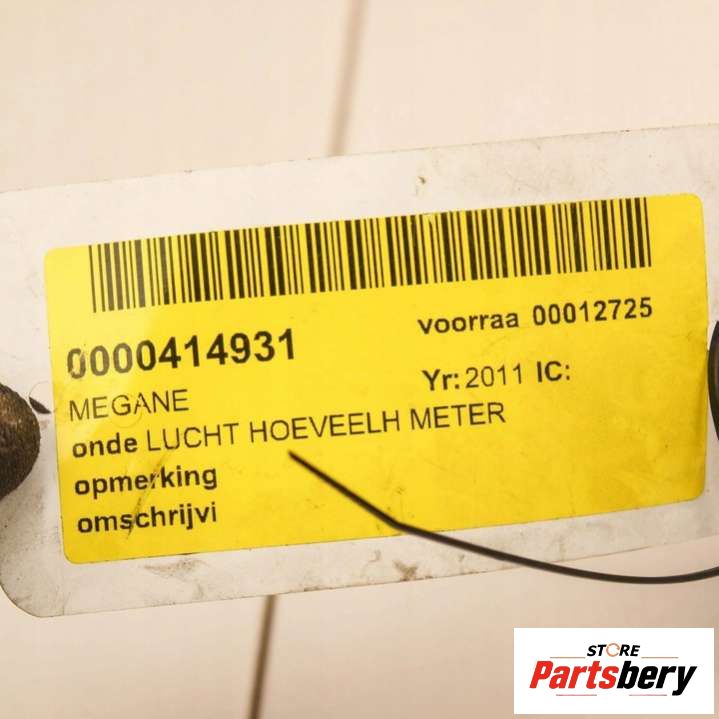 0000414931
voorraa 00012725
MEGANE
Yr: 2011 IC:
onde LUCHT HOEVEELH METER
opmerking
omschrijvi
STORE
Partsbery